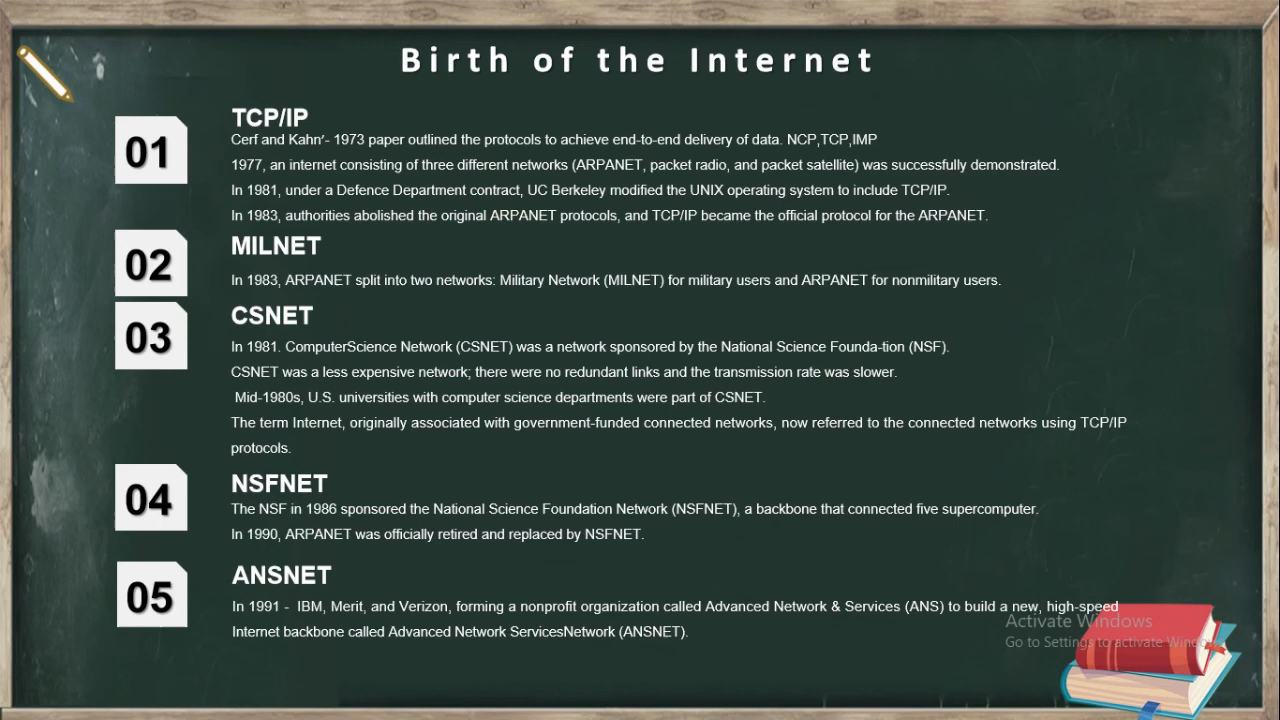 Birth of the Internet
01
TCP/IP
Cerf and Kahn'- 1973 paper outlined the protocols to achieve end-to-end delivery of data. NCP,TCP,IMP
1977, an internet consisting of three different networks (ARPANET, packet radio, and packet satellite) was successfully demonstrated.
In 1981, under a Defence Department contract, UC Berkeley modified the UNIX operating system to include TCP/IP.
In 1983, authorities abolished the original ARPANET protocols, and TCP/IP became the official protocol for the ARPANET.
02
MILNET
In 1983, ARPANET split into two networks: Military Network (MILNET) for military users and ARPANET for nonmilitary users.
03
CSNET
In 1981. ComputerScience Network (CSNET) was a network sponsored by the National Science Founda-tion (NSF).
CSNET was a less expensive network; there were no redundant links and the transmission rate was slower.
Mid-1980s, U.S. universities with computer science departments were part of CSNET.
The term Internet, originally associated with government-funded connected networks, now referred to the connected networks using TCP/IP
protocols.
04
NSFNET
The NSF in 1986 sponsored the National Science Foundation Network (NSFNET), a backbone that connected five supercomputer.
In 1990, ARPANET was officially retired and replaced by NSFNET.
05
ANSNET
In 1991 - IBM, Merit, and Verizon, forming a nonprofit organization called Advanced Network & Services (ANS) to build a new, high-speed
Internet backbone called Advanced Network ServicesNetwork (ANSNET).
Activate Windows
Go to Settings to activate Windows